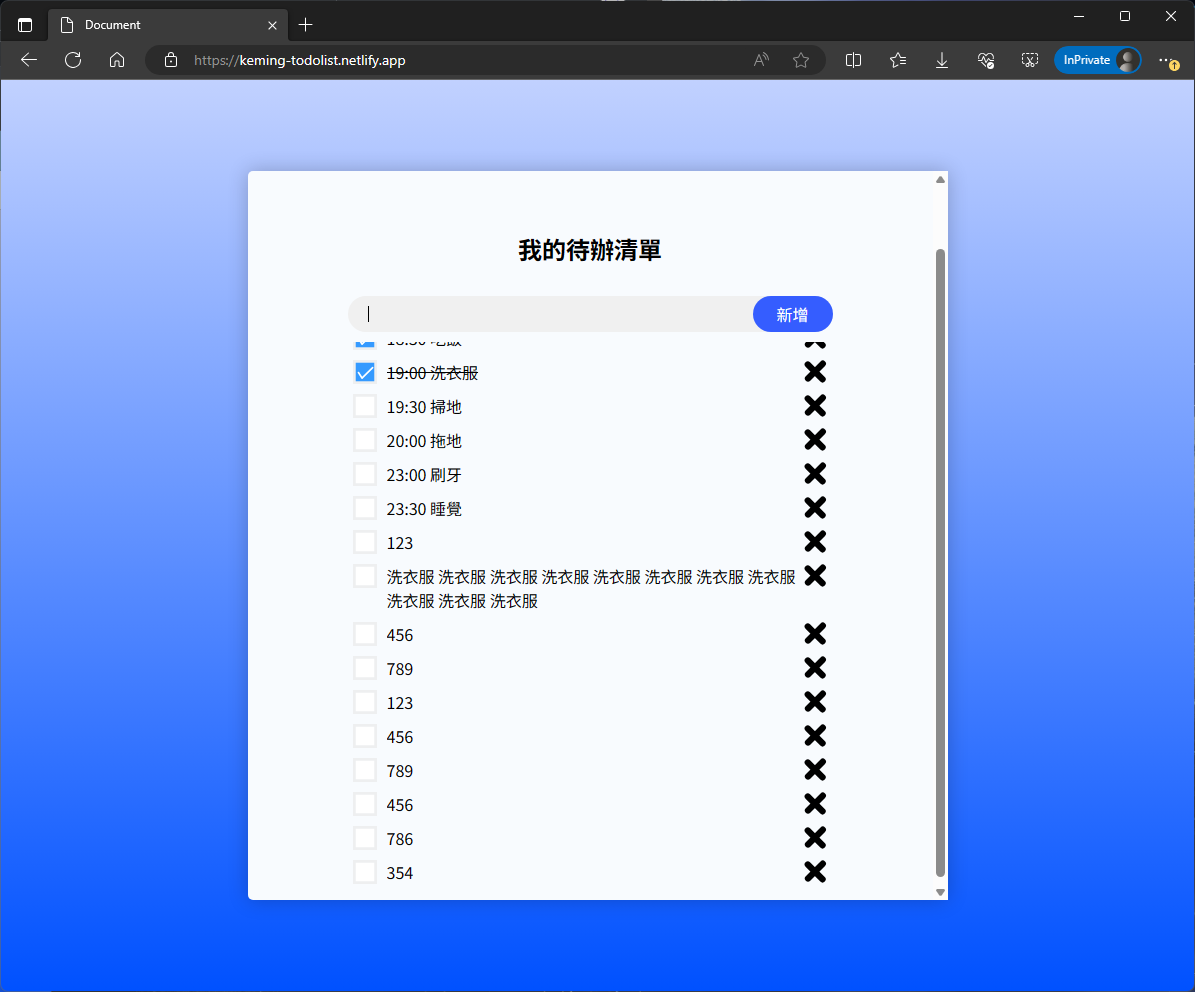 Document
https://keming-todolist.netlify.app
InPrivate
我的待辦清單
新增
19:00 洗衣服
19:30 掃地
20:00 拖地
23:00 刷牙
23:30 睡覺
123
洗衣服 洗衣服 洗衣服 洗衣服 洗衣服 洗衣服 洗衣服 洗衣服
洗衣服 洗衣服 洗衣服
456
789
123
456
789
456
786
354